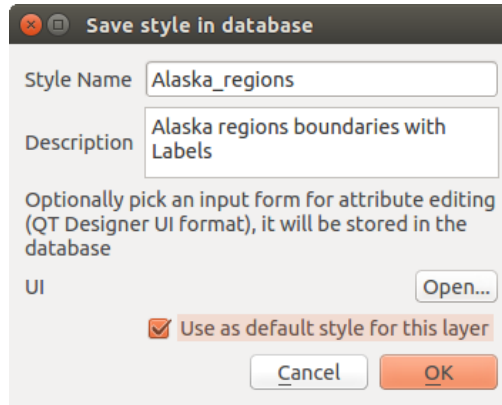 Save style in database
Style Name Alaska_regions
Description Alaska regions boundaries with
Labels
Optionally pick an input form for attribute editing
(QT Designer UI format), it will be stored in the
database
UI Open...
Use as default style for this layer
Cancel OK